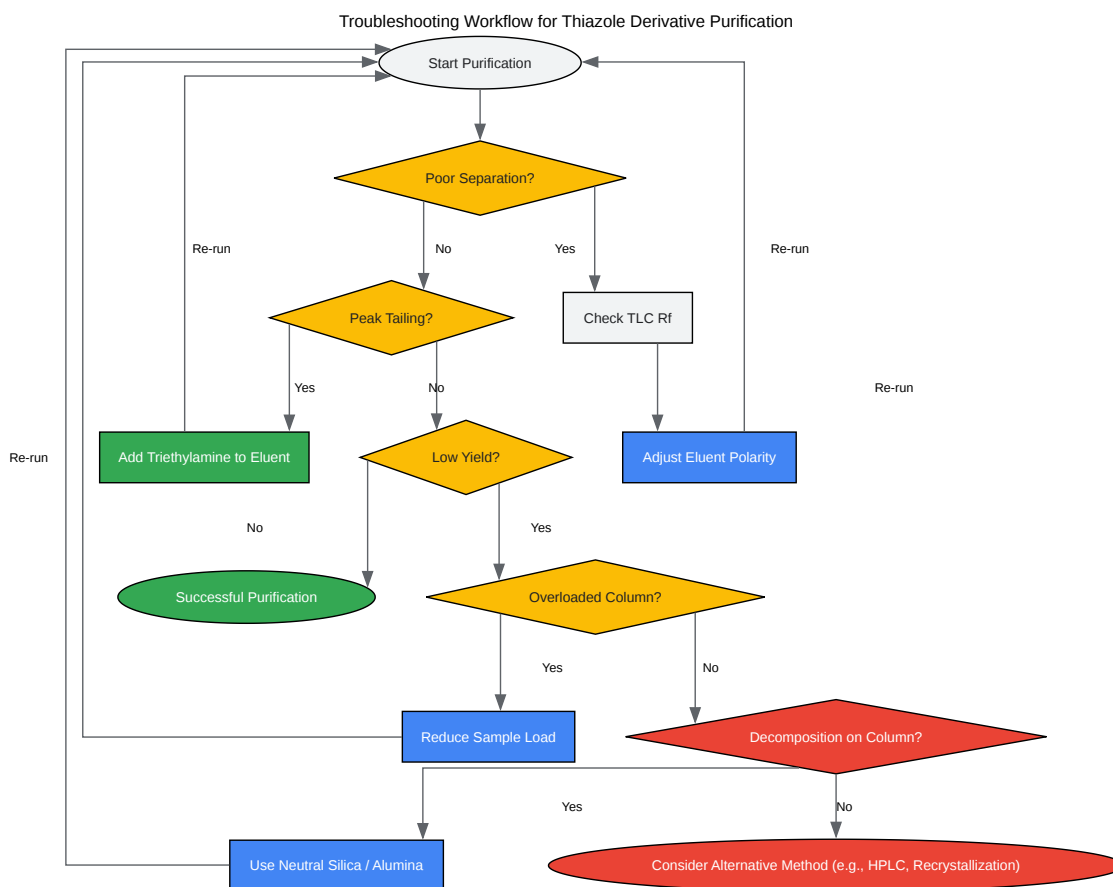 Troubleshooting Workflow for Thiazole Derivative Purification
Start Purification
Poor Separation?
Re-run
No
Yes
Re-run
Peak Tailing?
Check TLC Rf
Yes
No
Re-run
Re-run
Add Triethylamine to Eluent
Low Yield?
Adjust Eluent Polarity
No
Yes
Successful Purification
Overloaded Column?
Yes
No
Reduce Sample Load
Decomposition on Column?
Yes
No
Use Neutral Silica / Alumina
Consider Alternative Method (e.g., HPLC, Recrystallization)